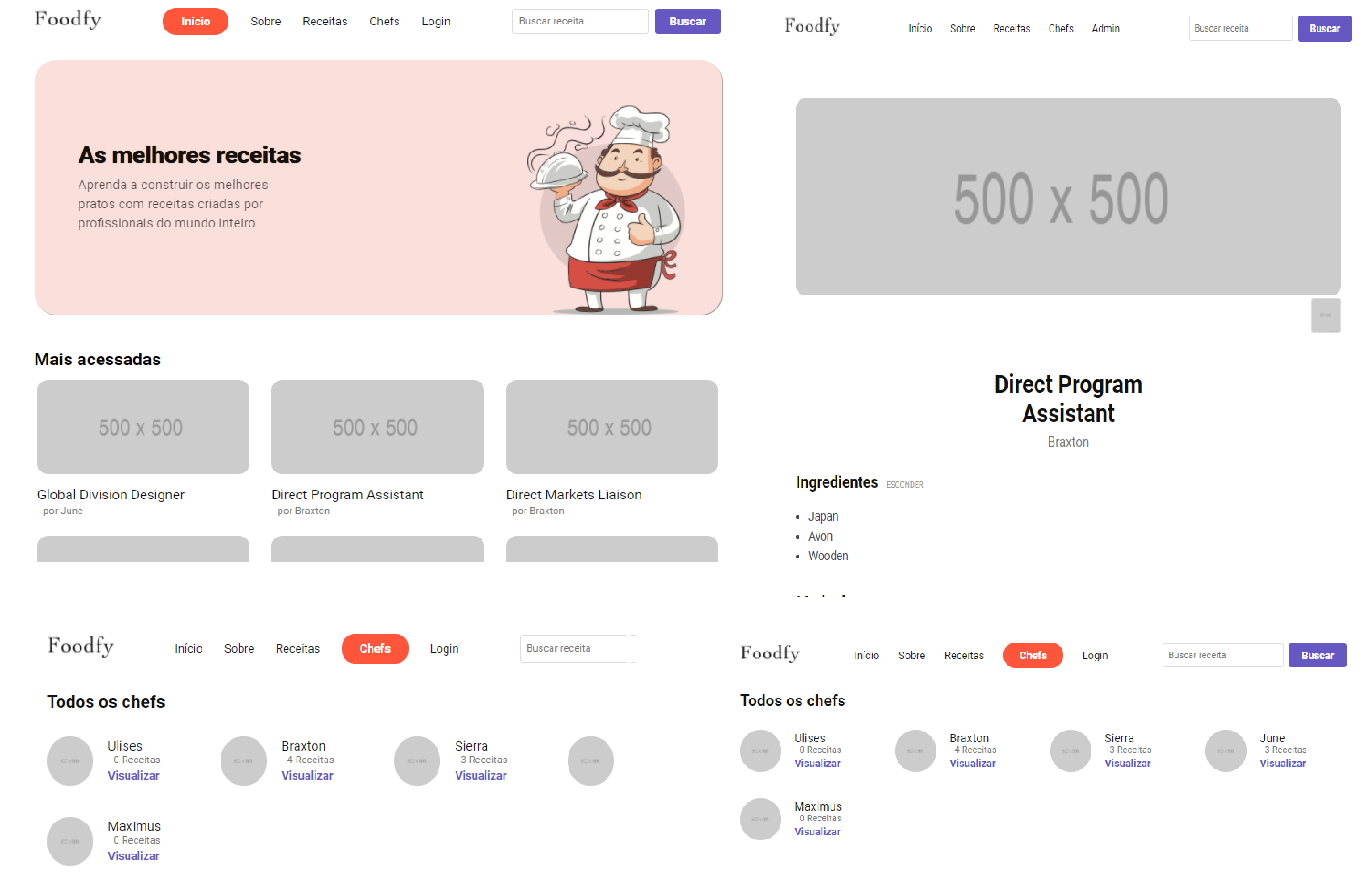 Foodfy
Início
Sobre
Receitas
Chefs
Login
Buscar receita
Buscar
As melhores receitas
Aprenda a construir os melhores
pratos com receitas criadas por
profissionais do mundo inteiro
Mais acessadas
500 x 500
500 x 500
500 x 500
Global Division Designer
por June
Direct Program Assistant
por Braxton
Direct Markets Liaison
por Braxton
Foodfy
Início
Sobre
Receitas
Chefs
Admin
Buscar receita
Buscar
500 x 500
Direct Program
Assistant
Braxton
Ingredientes
ESCONDER
Japan
Avon
Wooden
Foodfy
Início
Sobre
Receitas
Chefs
Login
Buscar receita
Todos os chefs
Ulises
0 Receitas
Visualizar
Braxton
4 Receitas
Visualizar
Sierra
3 Receitas
Visualizar
Maximus
0 Receitas
Visualizar
Foodfy
Início
Sobre
Receitas
Chefs
Login
Buscar receita
Buscar
Todos os chefs
Ulises
0 Receitas
Visualizar
Braxton
4 Receitas
Visualizar
Sierra
3 Receitas
Visualizar
June
3 Receitas
Visualizar
Maximus
0 Receitas
Visualizar